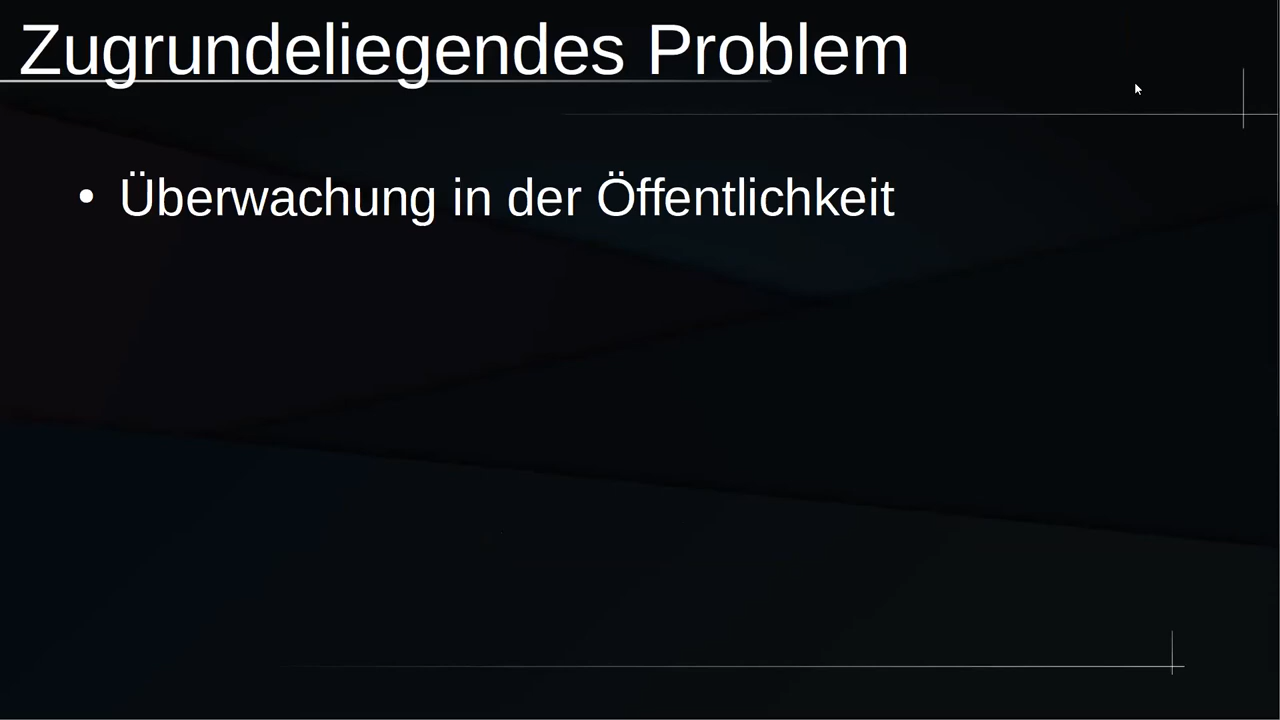 Zugrundeliegendes Problem
• Überwachung in der Öffentlichkeit